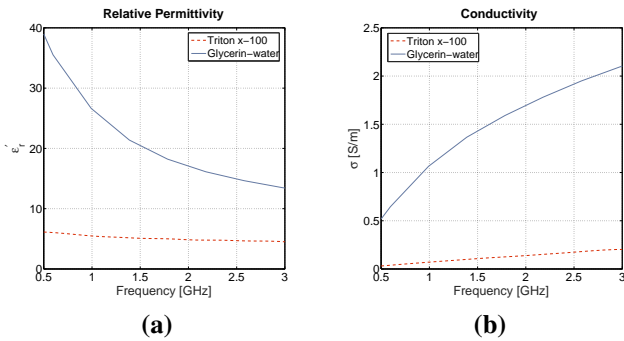 Relative Permittivity
Triton x−100
Glycerin−water
40
30
20
10
0
ε′r
0.5
1
1.5
2
2.5
3
Frequency [GHz]
(a)
Conductivity
Triton x−100
Glycerin−water
2.5
2
1.5
1
0.5
0
σ [S/m]
0.5
1
1.5
2
2.5
3
Frequency [GHz]
(b)